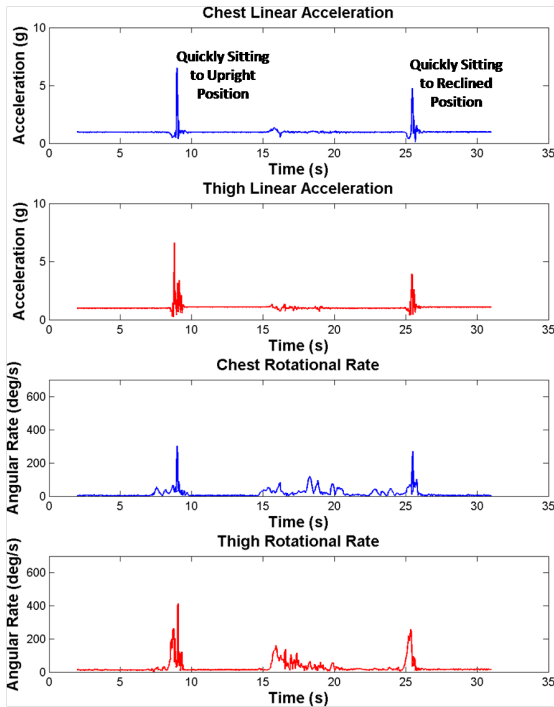 Chest Linear Acceleration
Acceleration (g)
10
5
0
Quickly Sitting
to Upright
Position
Quickly Sitting
to Reclined
Position
0 5 10 15 20 25 30 35
Time (s)
Thigh Linear Acceleration
Acceleration (g)
10
5
0
0 5 10 15 20 25 30 35
Time (s)
Chest Rotational Rate
Angular Rate (deg/s)
600
400
200
0
0 5 10 15 20 25 30 35
Time (s)
Thigh Rotational Rate
Angular Rate (deg/s)
600
400
200
0
0 5 10 15 20 25 30 35
Time (s)